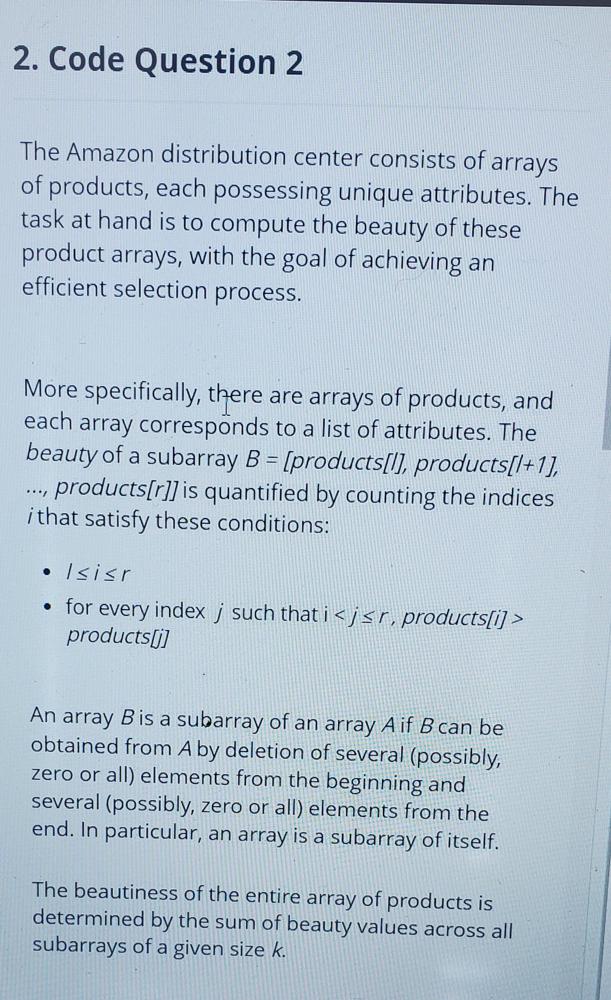 2. Code Question 2
The Amazon distribution center consists of arrays
of products, each possessing unique attributes. The
task at hand is to compute the beauty of these
product arrays, with the goal of achieving an
efficient selection process.
More specifically, there are arrays of products, and
each array corresponds to a list of attributes. The
beauty of a subarray B = [products[l], products[l+1],
..., products[r]] is quantified by counting the indices
i that satisfy these conditions:
• l ≤ i ≤ r
• for every index j such that i < j ≤ r, products[i] >
products[j]
An array B is a subarray of an array A if B can be
obtained from A by deletion of several (possibly,
zero or all) elements from the beginning and
several (possibly, zero or all) elements from the
end. In particular, an array is a subarray of itself.
The beautiness of the entire array of products is
determined by the sum of beauty values across all
subarrays of a given size k.